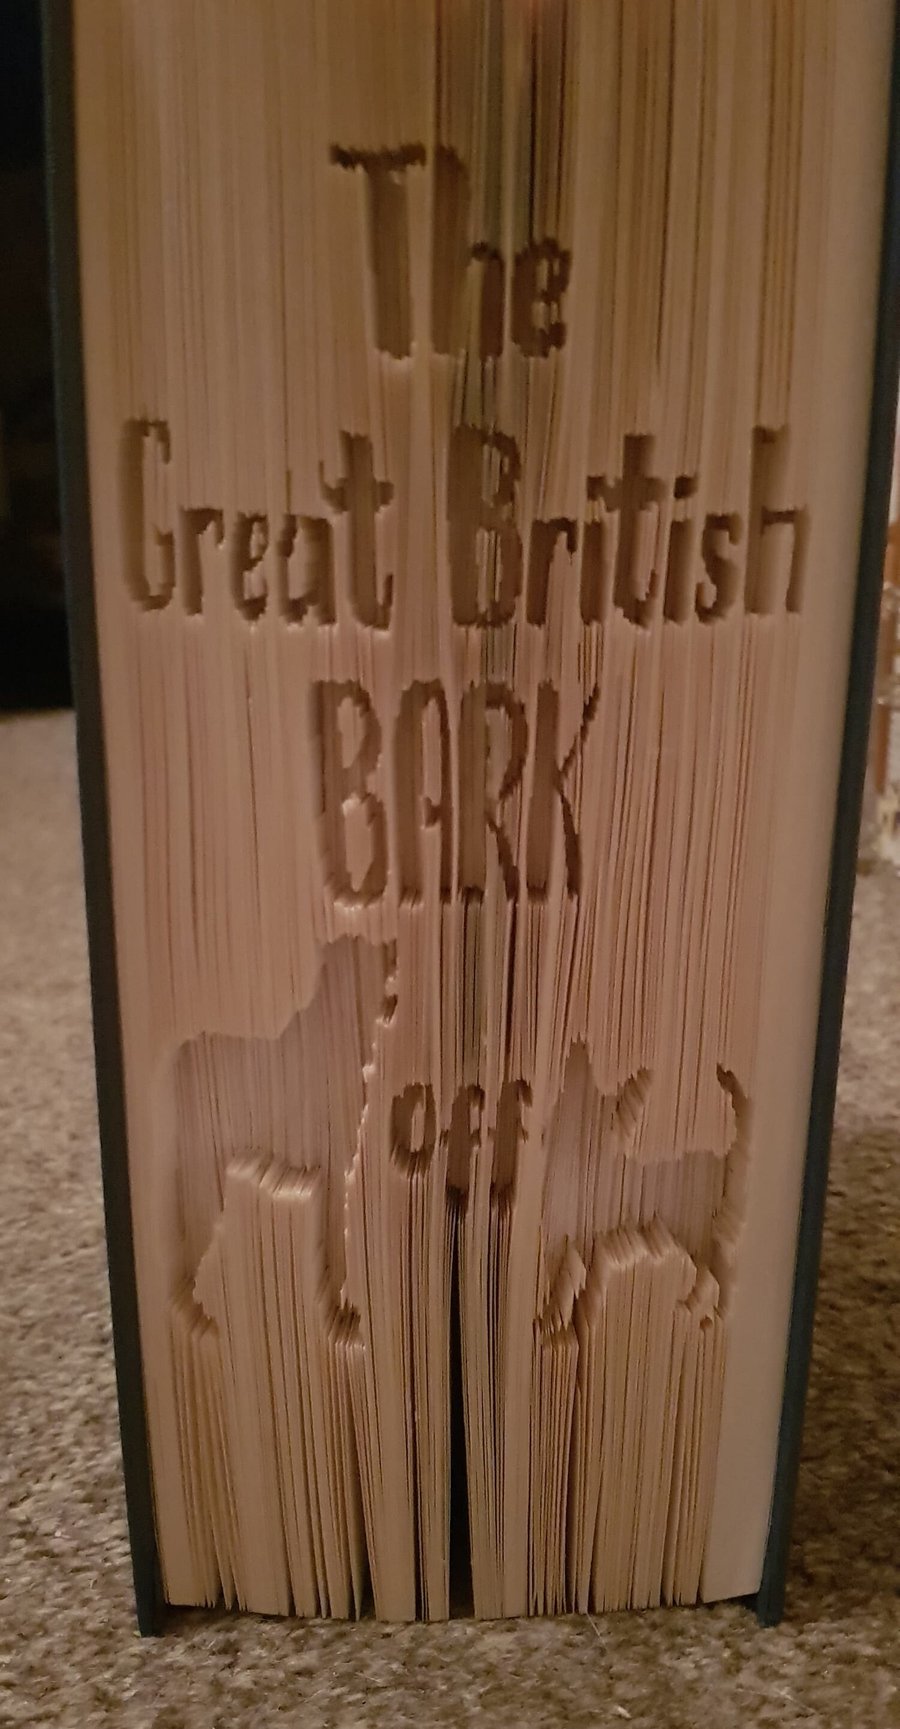 The
Great British
BARK
off